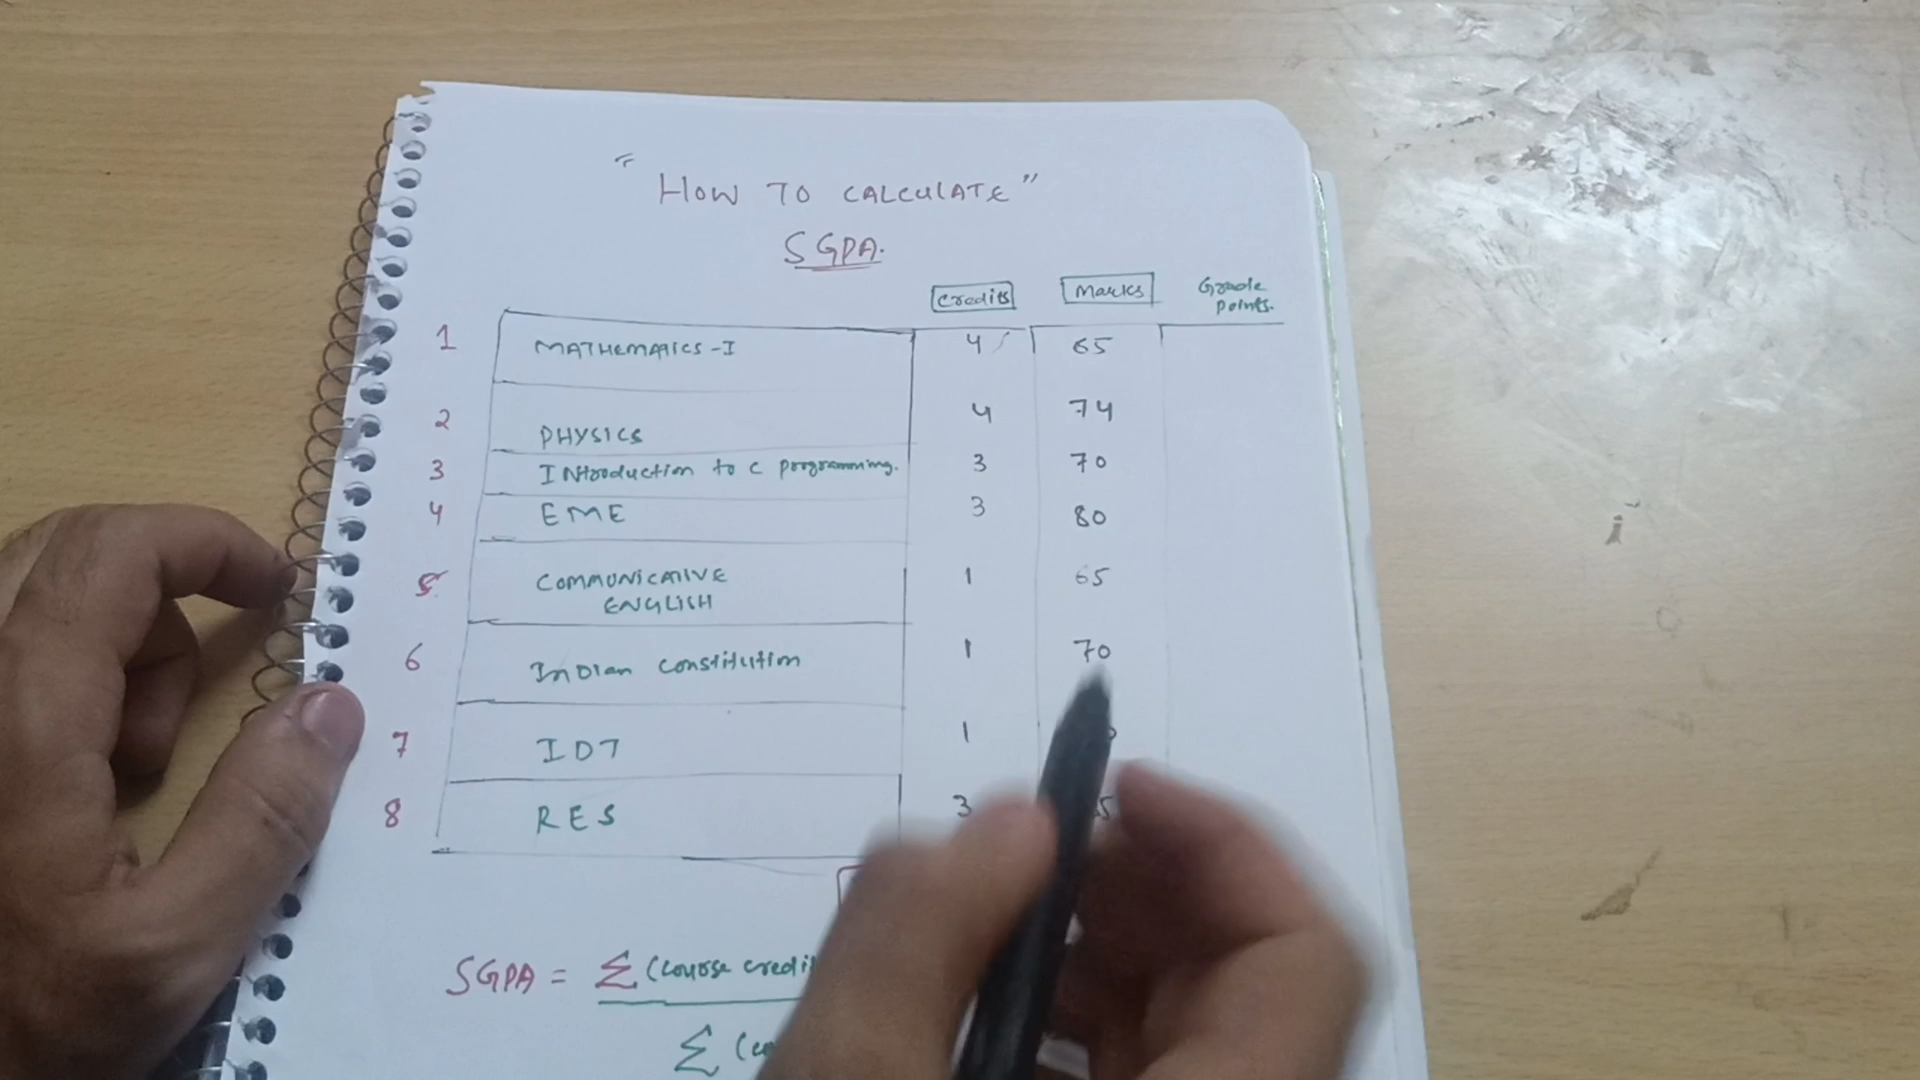 "HOW TO CALCULATE"
SGPA.
Credits Marks Grade points.
1 MATHEMATICS-I 4 65
2 PHYSICS 4 74
3 INtroduction to C programming. 3 70
4 EME 3 80
5 COMMUNICATIVE ENGLISH 1 65
6 InDian constitution 1 70
7 IDT 1
8 RES 3
SGPA = Σ (course
Σ